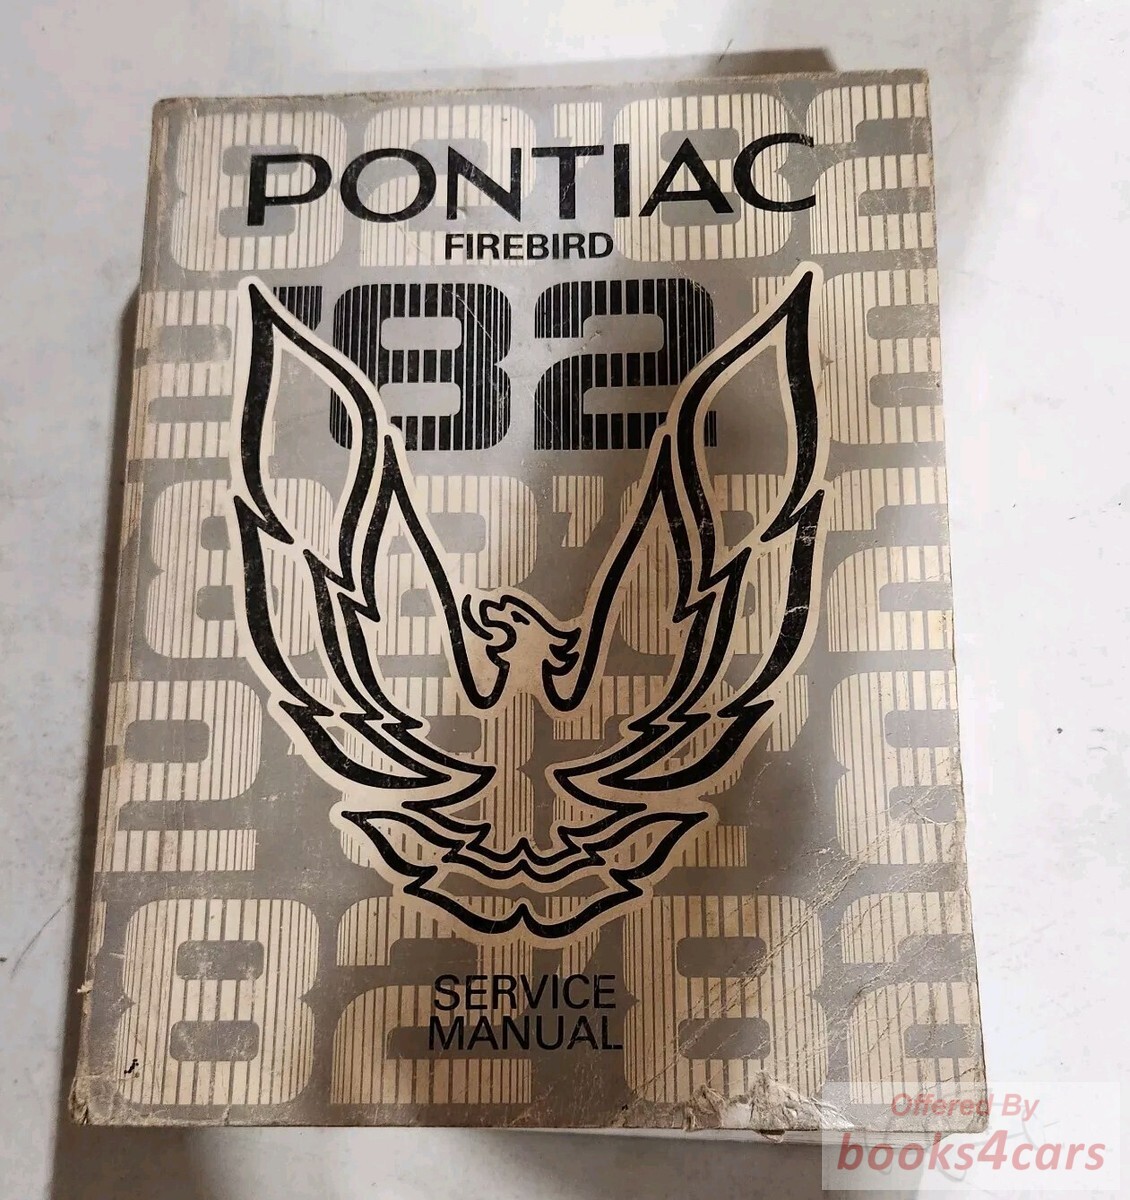 PONTIAC
FIREBIRD
'82
SERVICE
MANUAL
Offered By
books4cars